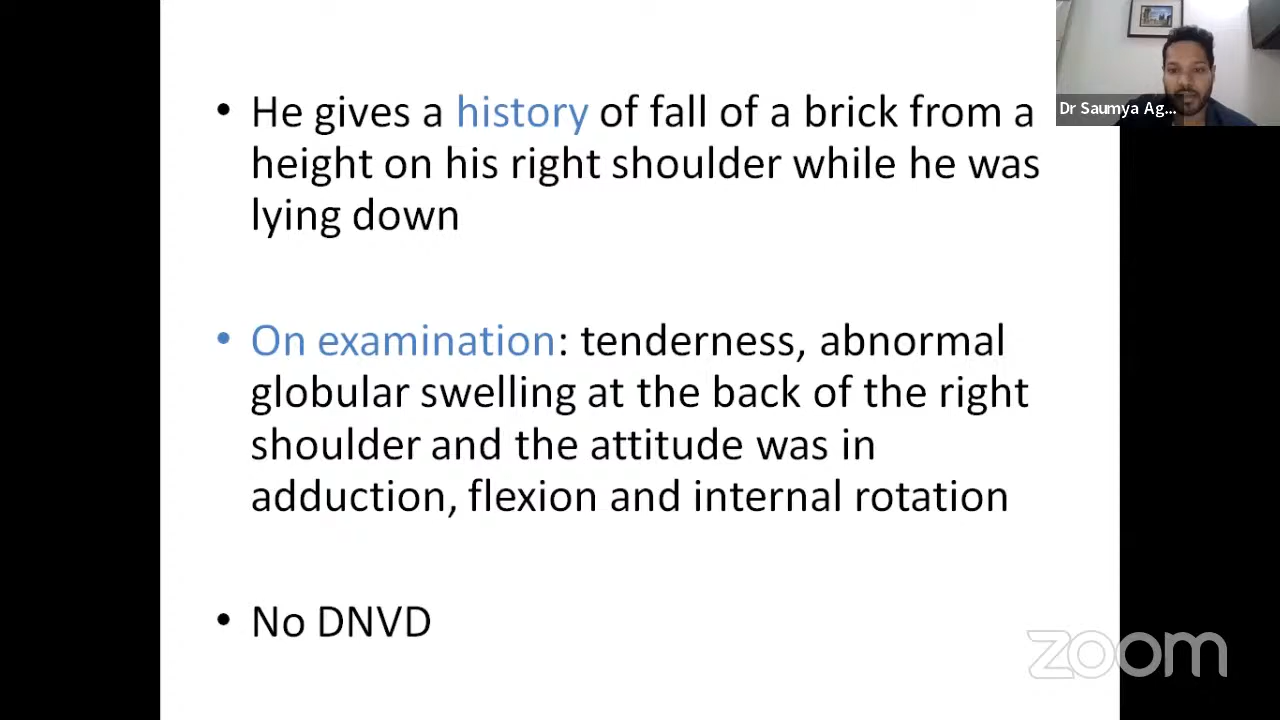 • He gives a history of fall of a brick from a
height on his right shoulder while he was
lying down
• On examination: tenderness, abnormal
globular swelling at the back of the right
shoulder and the attitude was in
adduction, flexion and internal rotation
• No DNVD
Dr Saumya Ag...
zoom